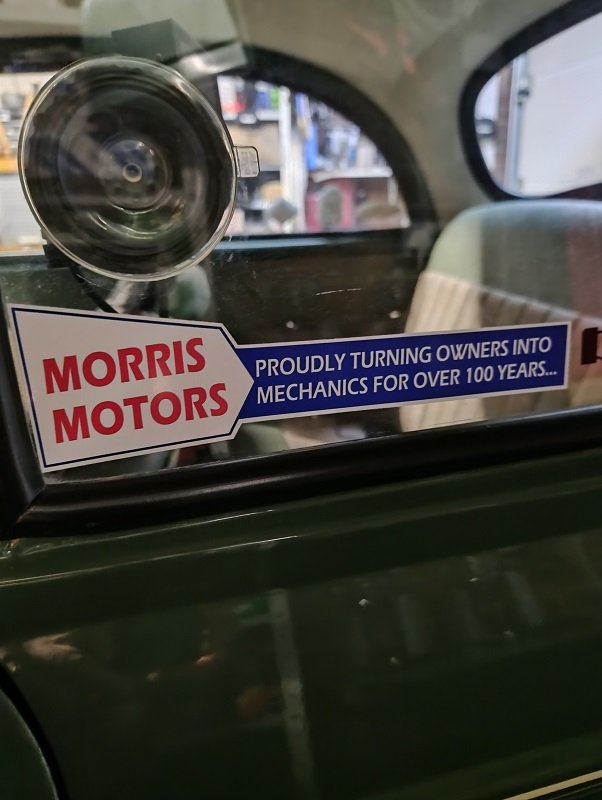 MORRIS
MOTORS
PROUDLY TURNING OWNERS INTO
MECHANICS FOR OVER 100 YEARS...